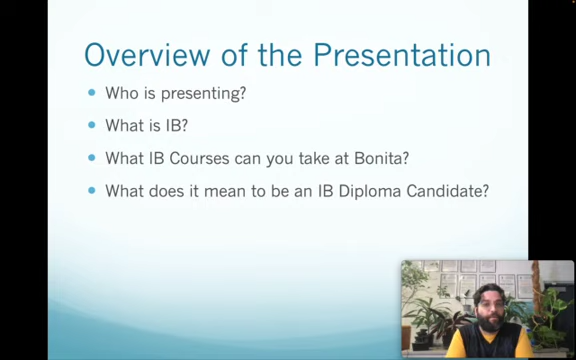 Overview of the Presentation
Who is presenting?
What is IB?
What IB Courses can you take at Bonita?
What does it mean to be an IB Diploma Candidate?